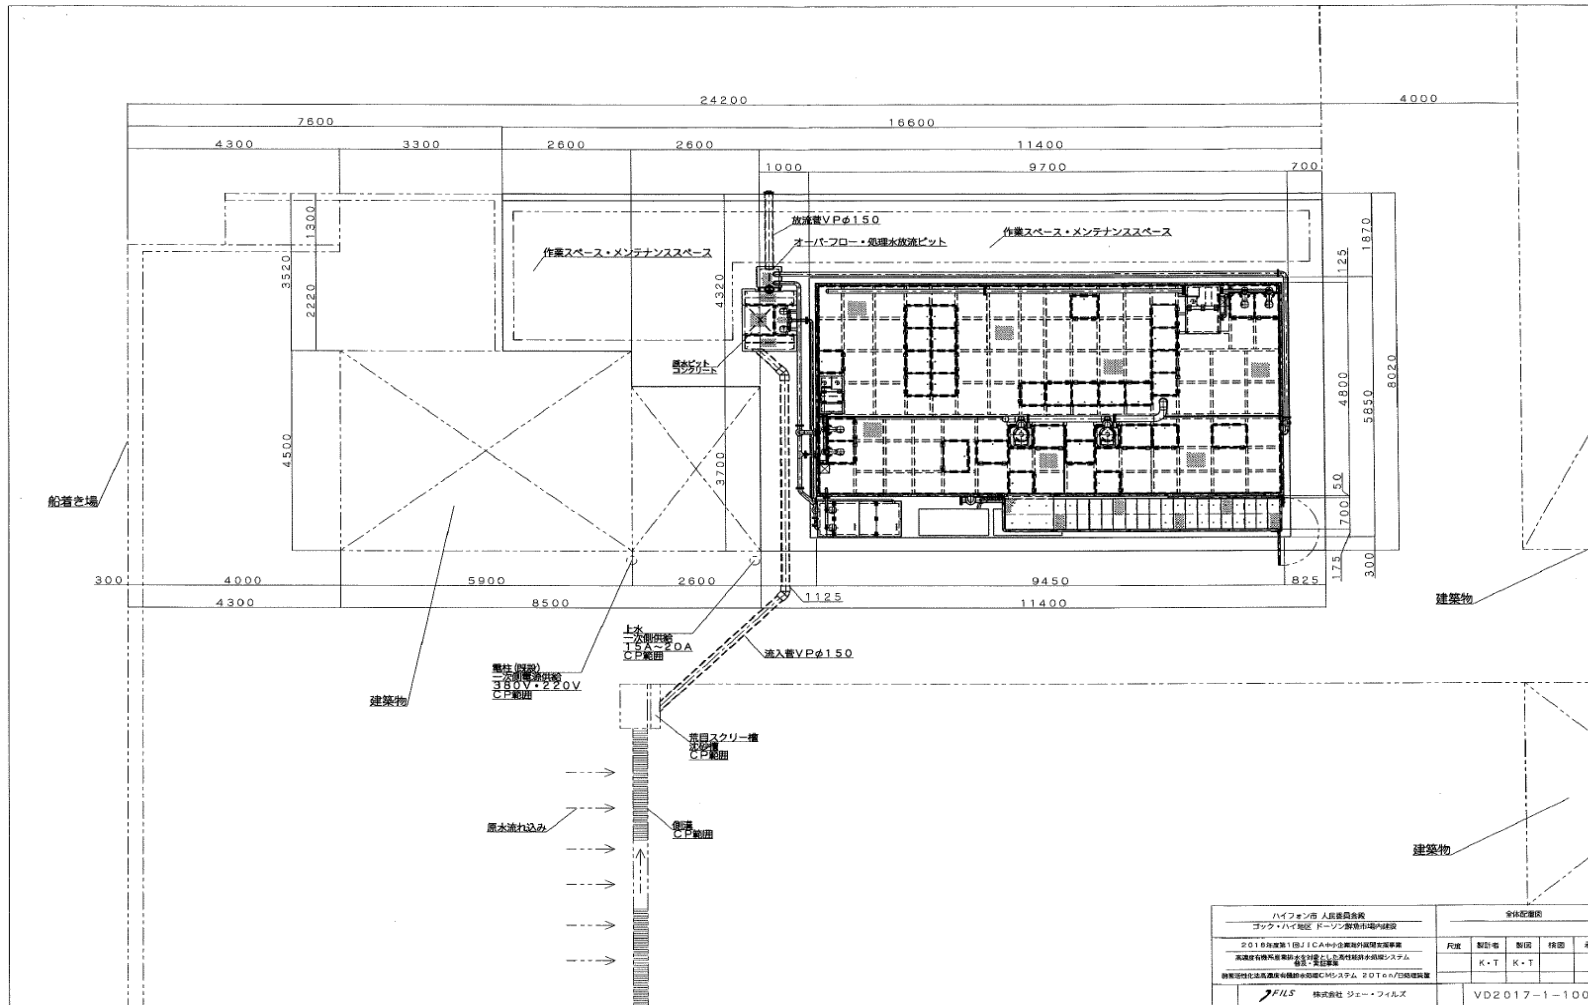 24200
4000
7600
16600
4300
3300
2600
2600
11400
1000
9700
700
放流管VPφ150
オーバーフロー・処理水放流ピット
作業スペース・メンテナンススペース
作業スペース・メンテナンススペース
1300
3520
2220
4320
1870
125
原水ピット
コンクリート
4800
5850
8020
4500
3700
船着き場
50
700
175
300
300
4000
5900
2600
9450
825
4300
8500
1125
11400
建築物
上水
一次側供給
15A~20A
CP範囲
流入管VPφ150
電柱(既設)
一次側電源供給
380V・220V
CP範囲
建築物
荒目スクリー槽
沈砂槽
CP範囲
原水流れ込み
側溝
CP範囲
建築物
ハイフォン市 人民委員会殿
ゴック・ハイ地区 ドーソン鮮魚市場内建設
全体配置図
2016年度第1回JICA中小企業海外展開支援事業
高濃度有機系産業排水を対象とした高性能排水処理システム
普及・実証事業
尺度 製計者 製図 検図
K・T K・T
20Ton/日処理装置
FILS 株式会社 ジェー・フィルズ
VD2017-1-100